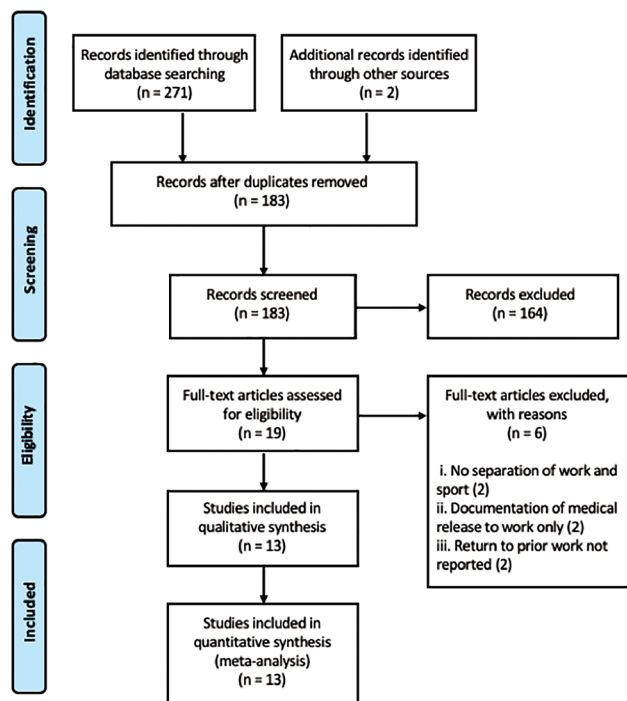 Identification
Records identified through
database searching
(n = 271)
Additional records identified
through other sources
(n = 2)
Records after duplicates removed
(n = 183)
Screening
Records screened
(n = 183)
Records excluded
(n = 164)
Eligibility
Full-text articles assessed
for eligibility
(n = 19)
Full-text articles excluded,
with reasons
(n = 6)
i. No separation of work and
sport (2)
ii. Documentation of medical
release to work only (2)
iii. Return to prior work not
reported (2)
Studies included in
qualitative synthesis
(n = 13)
Included
Studies included in
quantitative synthesis
(meta-analysis)
(n = 13)